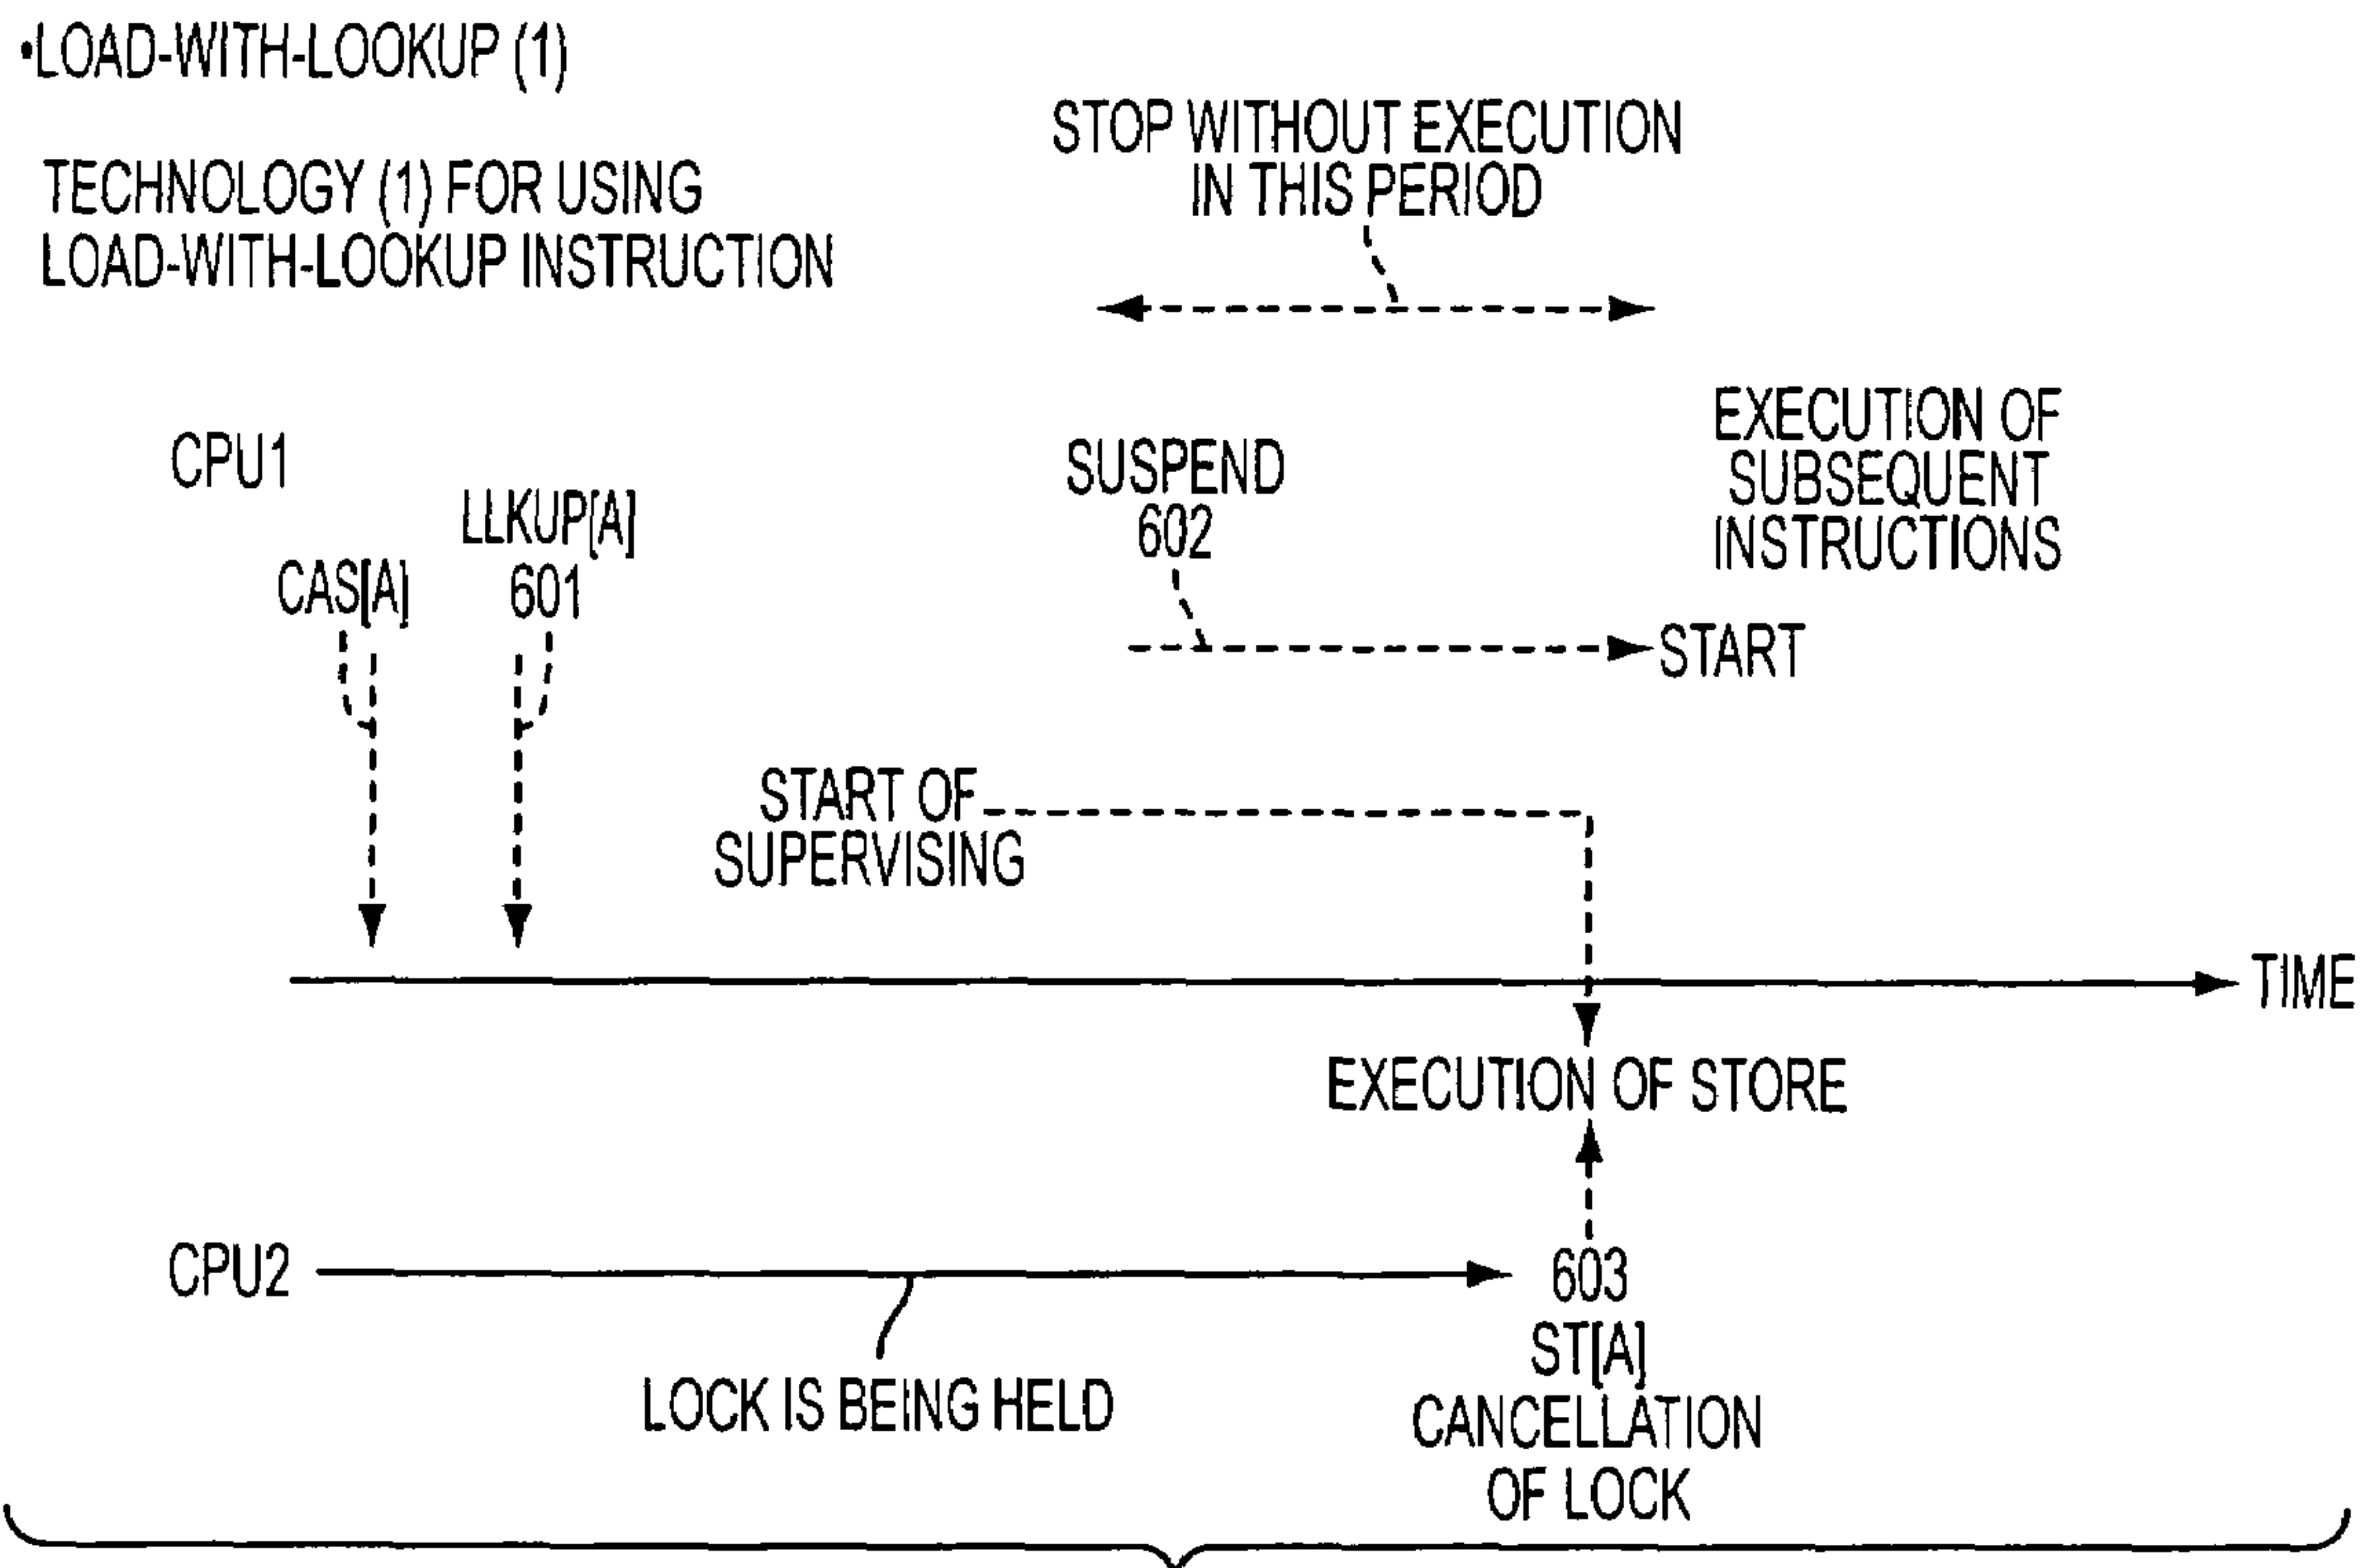 •LOAD-WITH-LOOKUP (1)
TECHNOLOGY (1) FOR USING
LOAD-WITH-LOOKUP INSTRUCTION
STOP WITHOUT EXECUTION
IN THIS PERIOD
CPU1
CAS[A]
LLKUP[A]
601
SUSPEND
602
EXECUTION OF
SUBSEQUENT
INSTRUCTIONS
START
START OF
SUPERVISING
TIME
EXECUTION OF STORE
CPU2
LOCK IS BEING HELD
603
ST[A]
CANCELLATION
OF LOCK